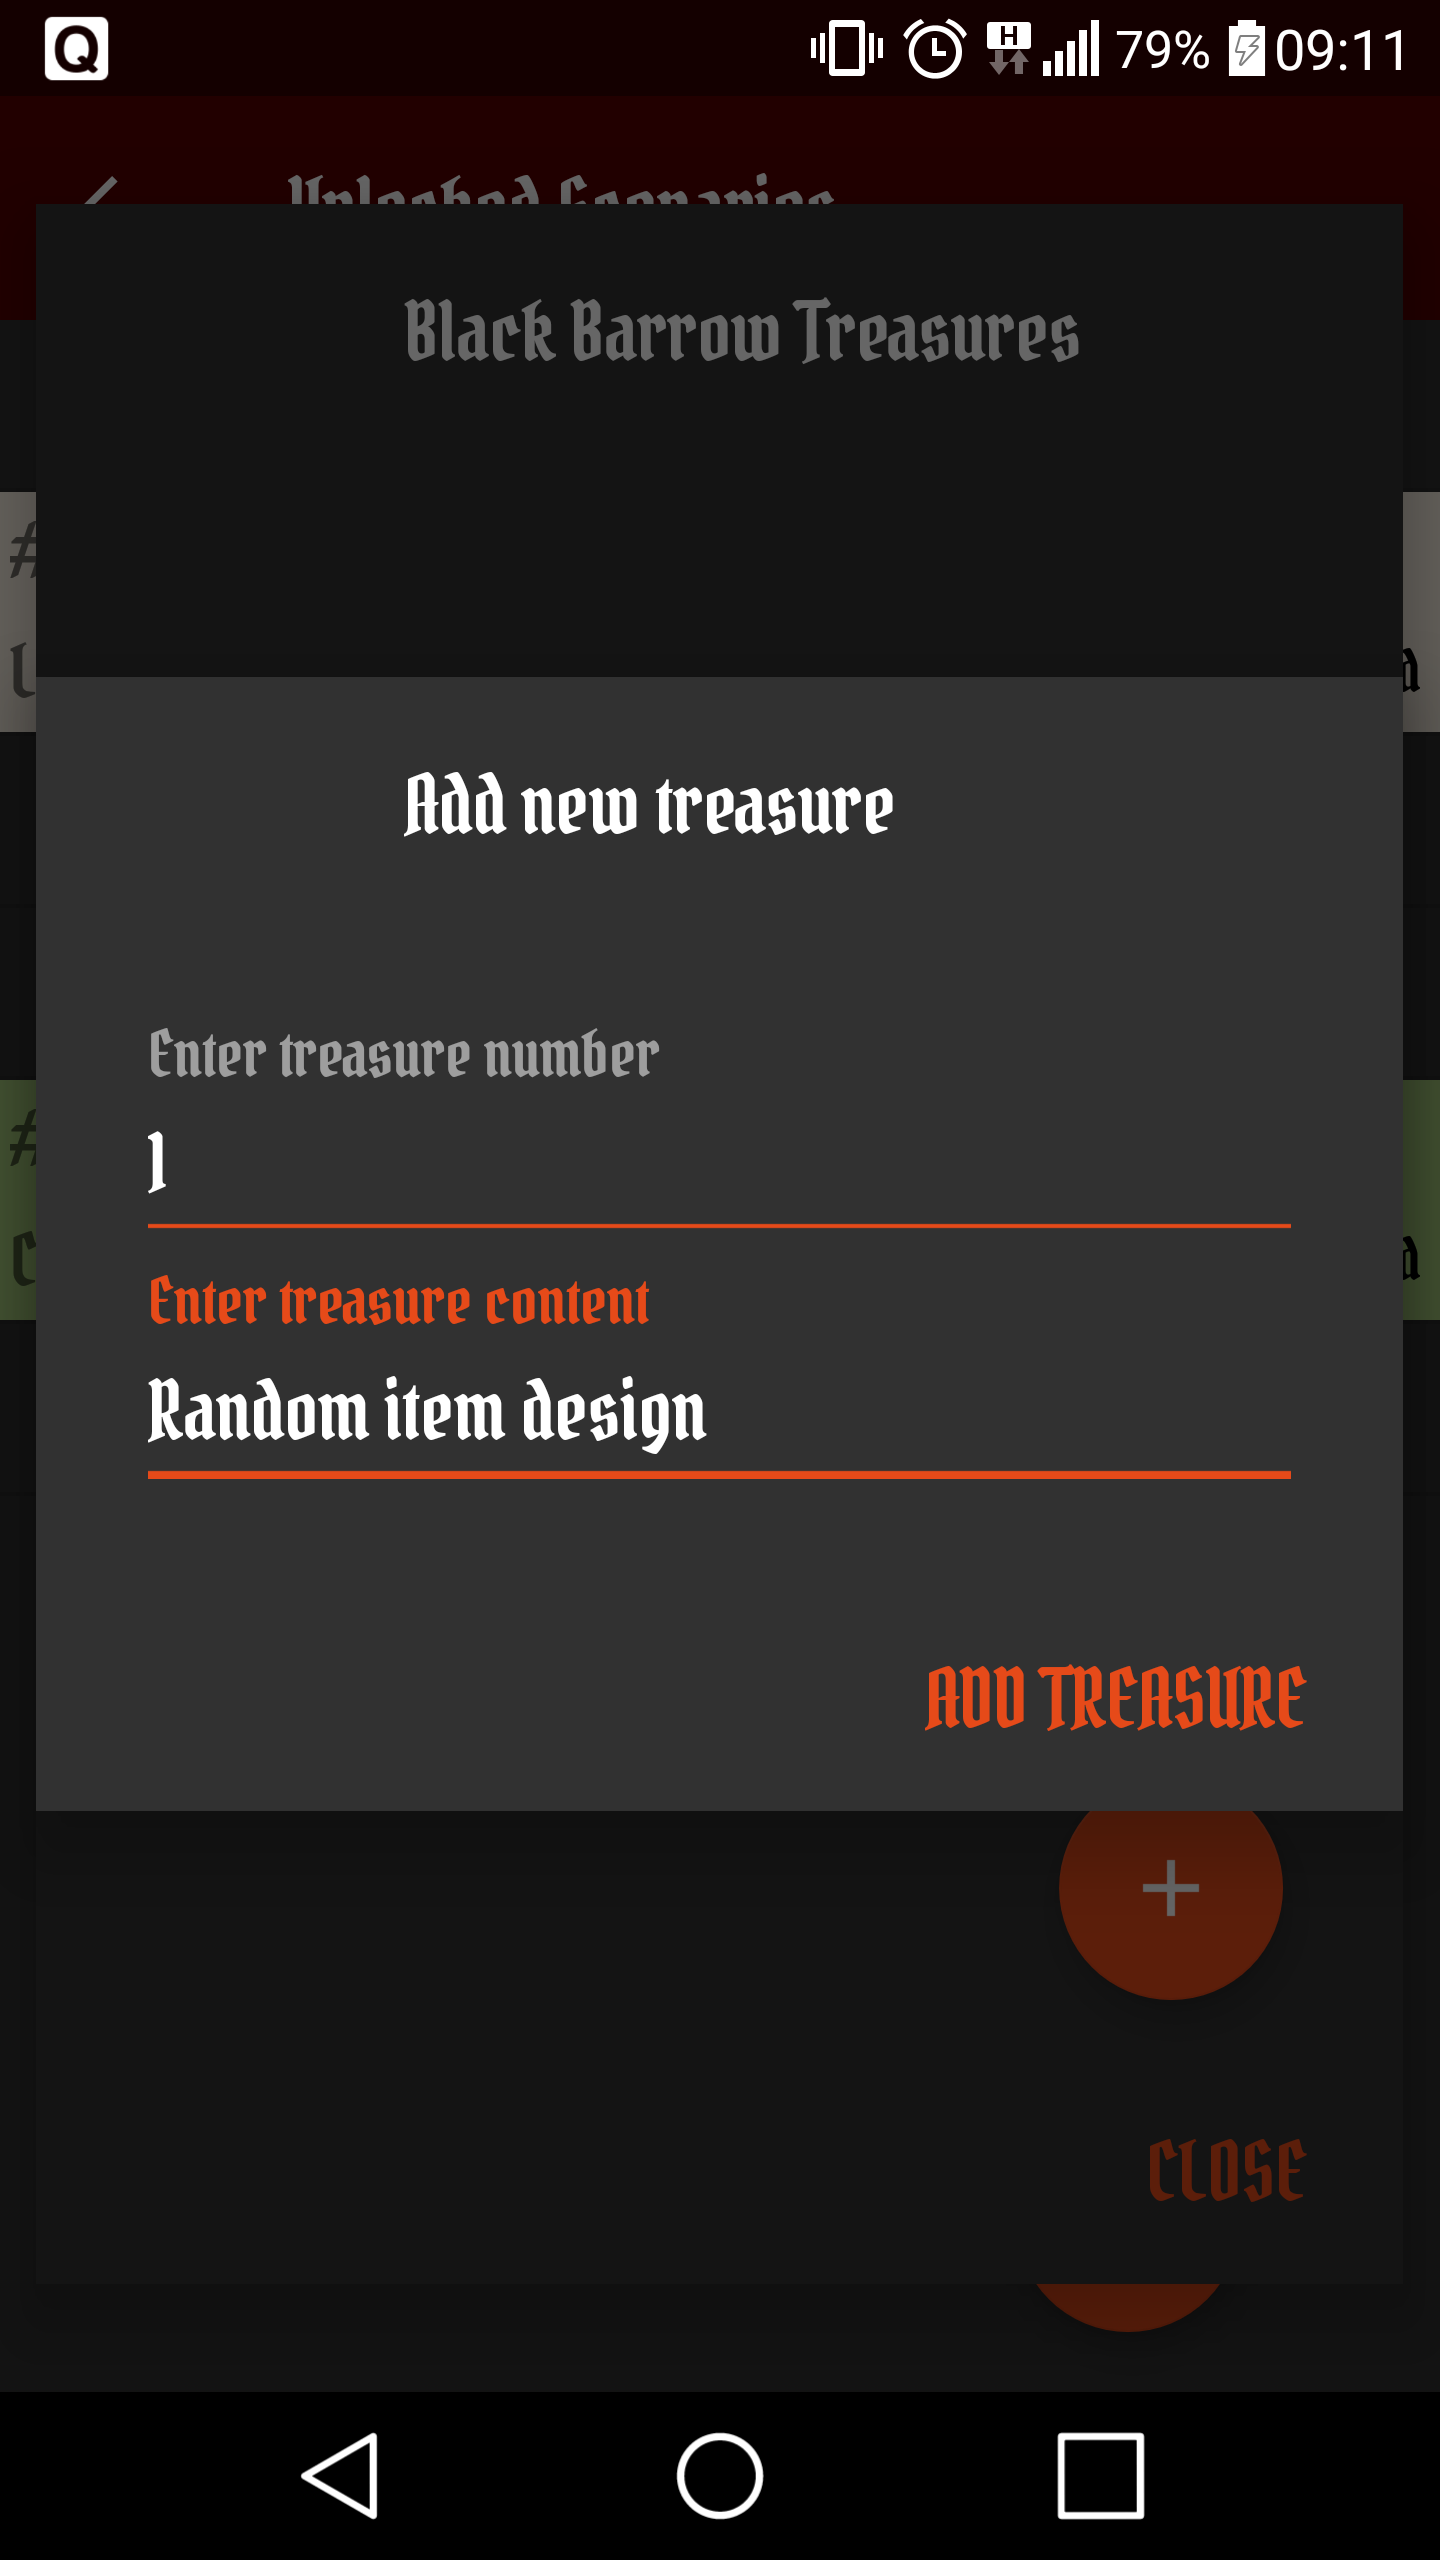 Q
H 79% 09:11
Unlocked Scenarios
Black Barrow Treasures
#
a
Add new treasure
Enter treasure number
1
#
a
Enter treasure content
Random item design
ADD TREASURE
+
CLOSE